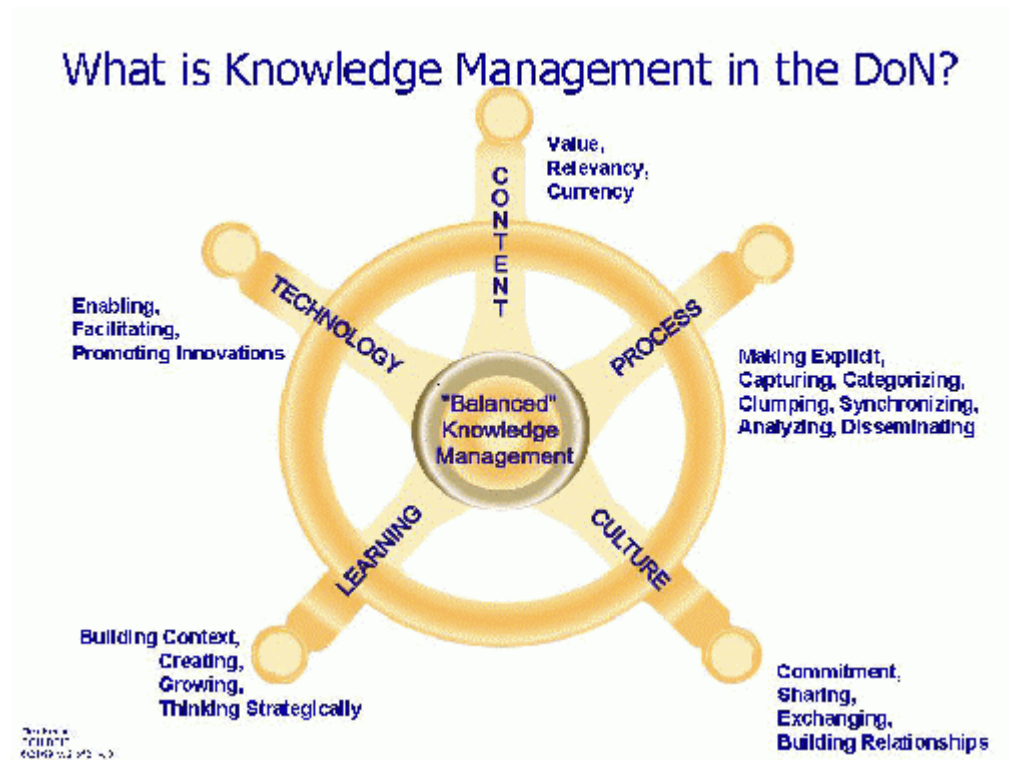 What is Knowledge Management in the DoN?
CONTENT
Value,
Relevancy,
Currency
TECHNOLOGY
Enabling,
Facilitating,
Promoting Innovations
PROCESS
Making Explicit,
Capturing, Categorizing,
Clumping, Synchronizing,
Analyzing, Disseminating
"Balanced"
Knowledge
Management
LEARNING
Building Context,
Creating,
Growing,
Thinking Strategically
CULTURE
Commitment,
Sharing,
Exchanging,
Building Relationships